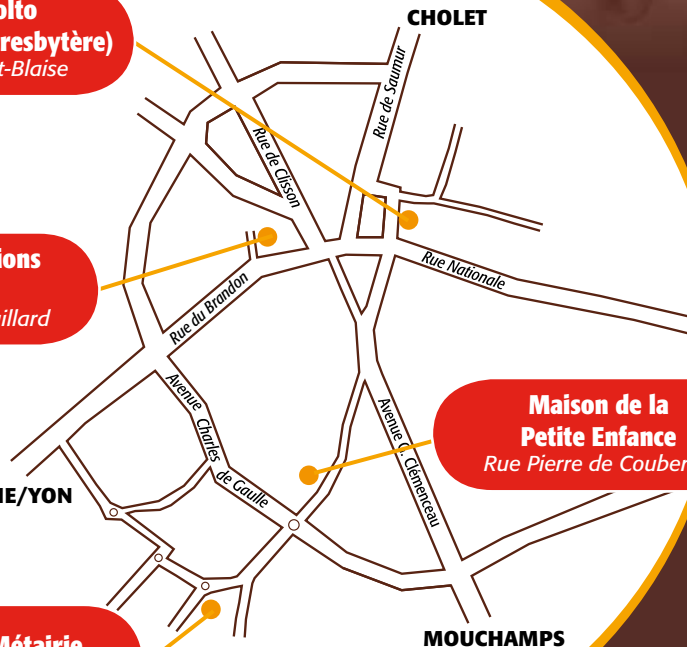 CHOLET
olto
resbytère)
t-Blaise
Rue de Saumur
Rue de Clisson
ions
illard
Rue Nationale
Rue du Brandon
Avenue Charles de Gaulle
Avenue G. Clémenceau
Maison de la
Petite Enfance
Rue Pierre de Couber
IE/YON
Métairie
MOUCHAMPS